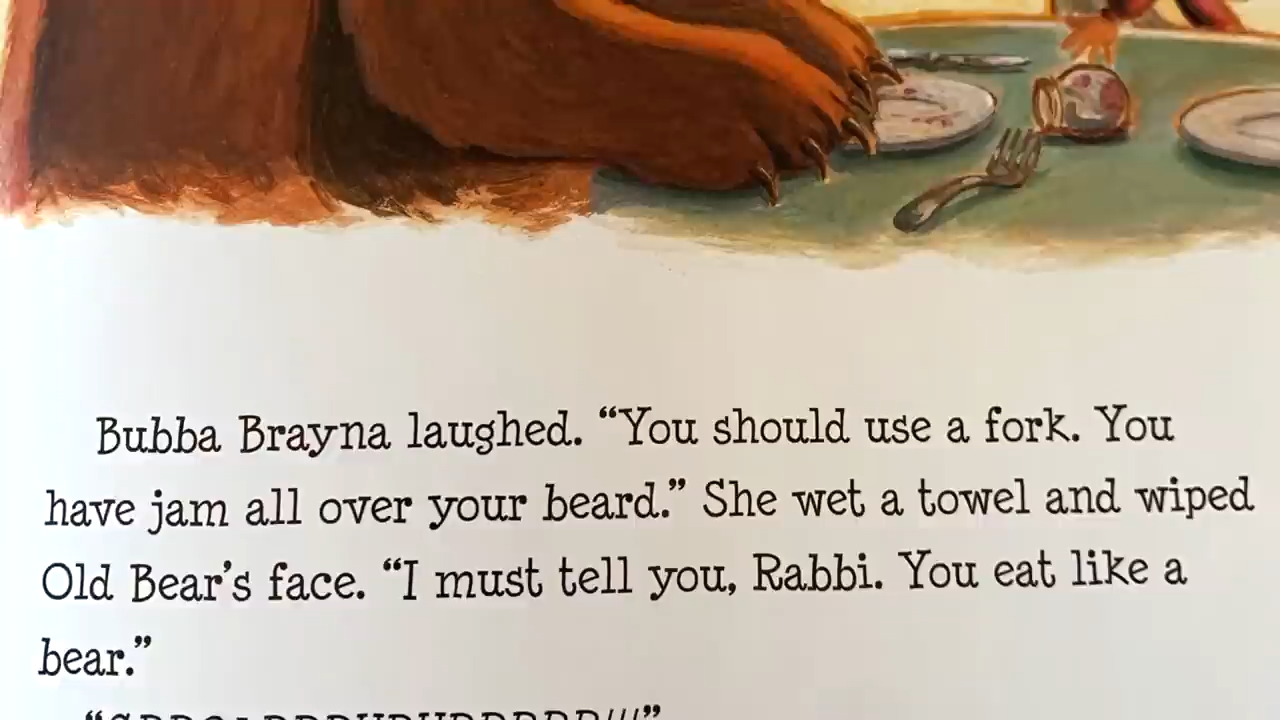 Bubba Brayna laughed. “You should use a fork. You
have jam all over your beard.” She wet a towel and wiped
Old Bear’s face. “I must tell you, Rabbi. You eat like a
bear.”